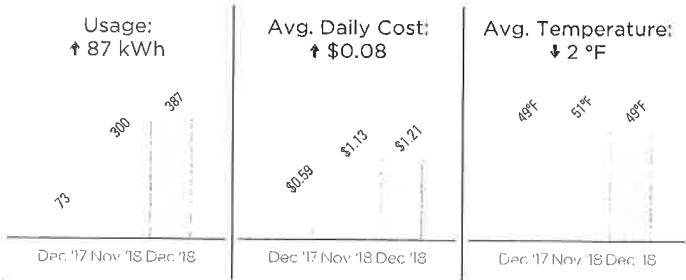 Usage:
↑ 87 kWh
73
300
387
Dec '17 Nov '18 Dec '18
Avg. Daily Cost:
↑ $0.08
$0.59
$1.13
$1.21
Dec '17 Nov '18 Dec '18
Avg. Temperature:
↓ 2 °F
49°F
51°F
49°F
Dec '17 Nov '18 Dec '18